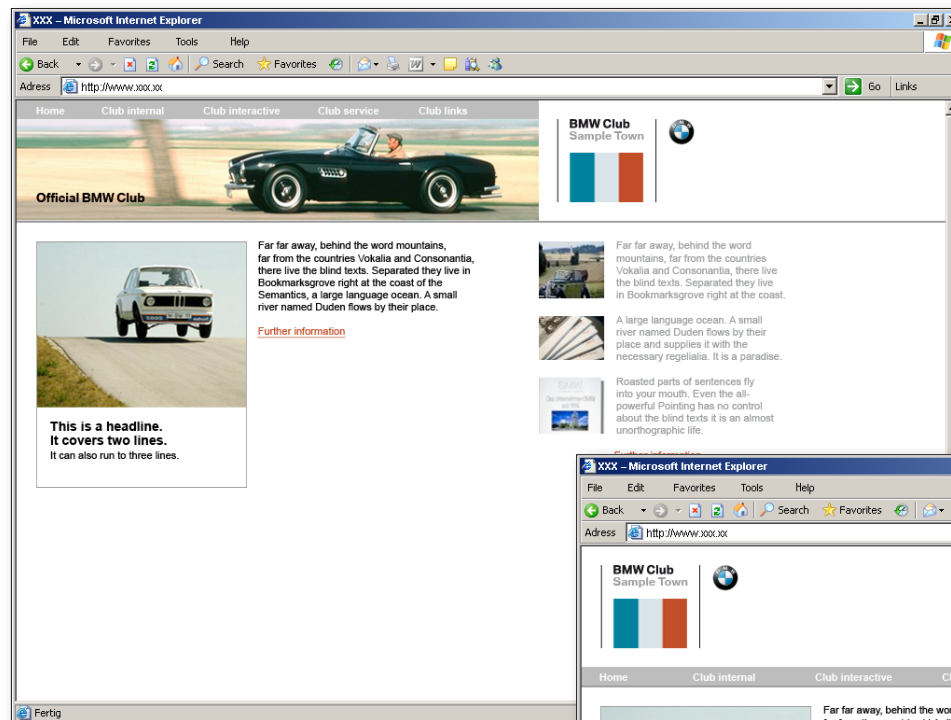 XXX – Microsoft Internet Explorer
File Edit Favorites Tools Help
Back Search Favorites
Adress http://www.xxx.xx Go Links
Home Club internal Club interactive Club service Club links
Official BMW Club
BMW Club
Sample Town
This is a headline.
It covers two lines.
It can also run to three lines.
Far far away, behind the word mountains,
far from the countries Vokalia and Consonantia,
there live the blind texts. Separated they live in
Bookmarksgrove right at the coast of the
Semantics, a large language ocean. A small
river named Duden flows by their place.
Further information
Far far away, behind the word
mountains, far from the countries
Vokalia and Consonantia, there live
the blind texts. Separated they live
in Bookmarksgrove right at the coast.
A large language ocean. A small
river named Duden flows by their
place and supplies it with the
necessary regelialia. It is a paradise.
Roasted parts of sentences fly
into your mouth. Even the all-
powerful Pointing has no control
about the blind texts it is an almost
unorthographic life.
Further information
Fertig
XXX – Microsoft Internet Explorer
File Edit Favorites Tools Help
Back Search Favorites
Adress http://www.xxx.xx
BMW Club
Sample Town
Home Club internal Club interactive
Far far away, behind the